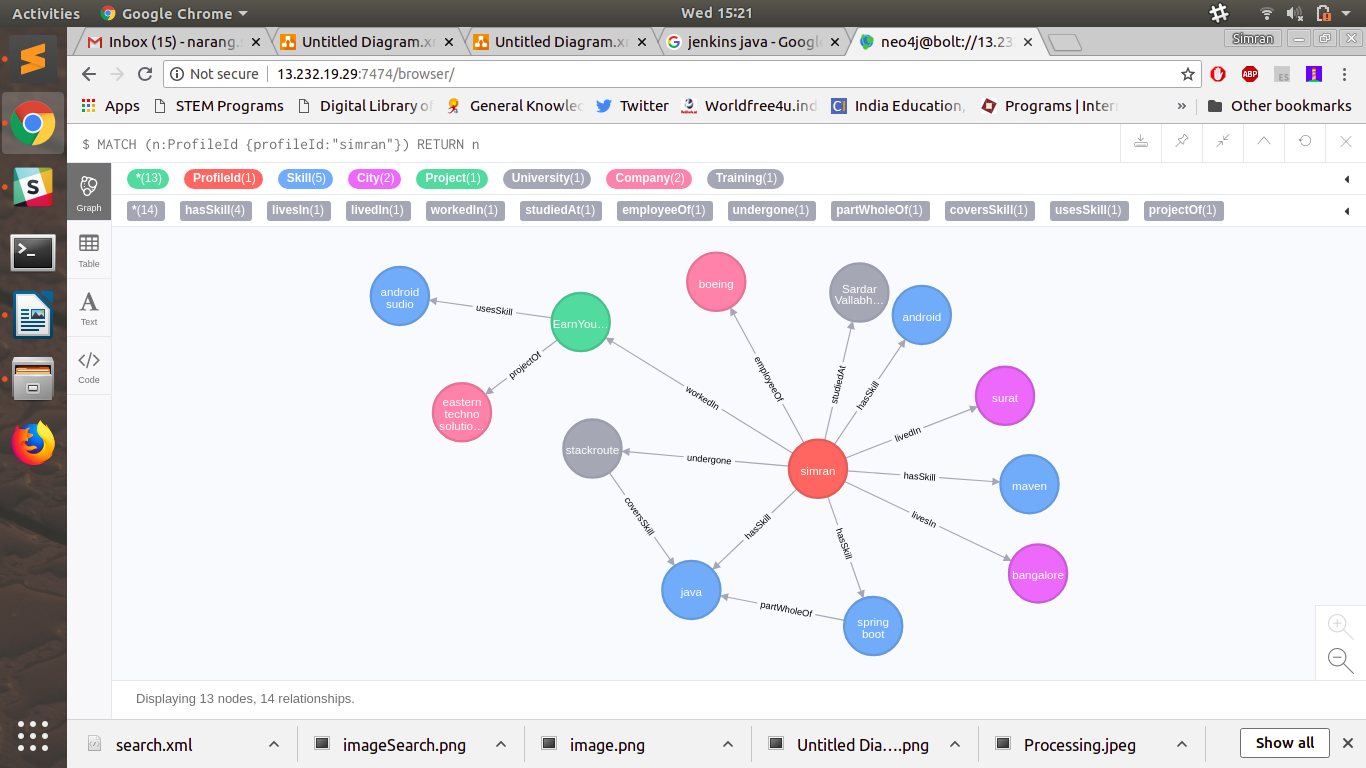 Activities Google Chrome Wed 15:21
Inbox (15) - narang. Untitled Diagram.x Untitled Diagram.x jenkins java - Googl neo4j@bolt://13.23 Simran
Not secure 13.232.19.29:7474/browser/ ABP ES
Apps STEM Programs Digital Library of General Knowlec Twitter Worldfree4u.ind India Education, Programs | Inter » Other bookmarks
$ MATCH (n:ProfileId {profileId:"simran"}) RETURN n
*(13) ProfileId(1) Skill(5) City(2) Project(1) University(1) Company(2) Training(1)
*(14) hasSkill(4) livesIn(1) livedIn(1) workedIn(1) studiedAt(1) employeeOf(1) undergone(1) partWholeOf(1) coversSkill(1) usesSkill(1) projectOf(1)
Graph
Table
Text
Code
android
sudio
usesSkill
EarnYou...
projectOf
eastern
techno
solutio...
boeing
employeeOf
Sardar
Vallabh...
studiedAt
android
hasSkill
workedIn
surat
livedIn
stackroute
undergone
simran
hasSkill
maven
coversSkill
hasSkill
hasSkill
livesIn
bangalore
java
partWholeOf
spring
boot
Displaying 13 nodes, 14 relationships.
search.xml imageSearch.png image.png Untitled Dia....png Processing.jpeg Show all